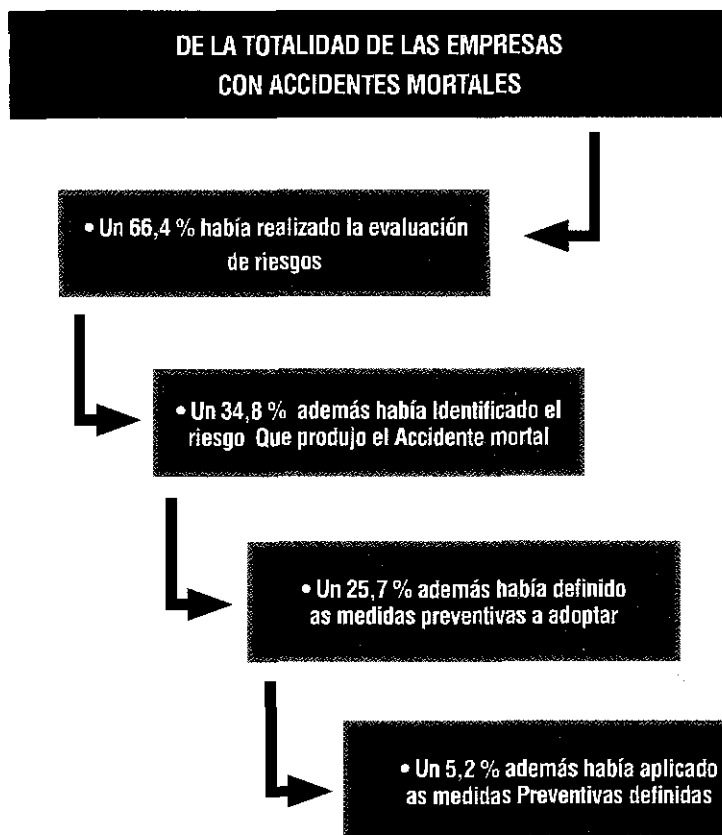 DE LA TOTALIDAD DE LAS EMPRESAS
CON ACCIDENTES MORTALES
• Un 66,4 % había realizado la evaluación
de riesgos
• Un 34,8 % además había Identificado el
riesgo Que produjo el Accidente mortal
• Un 25,7 % además había definido
as medidas preventivas a adoptar
• Un 5,2 % además había aplicado
as medidas Preventivas definidas